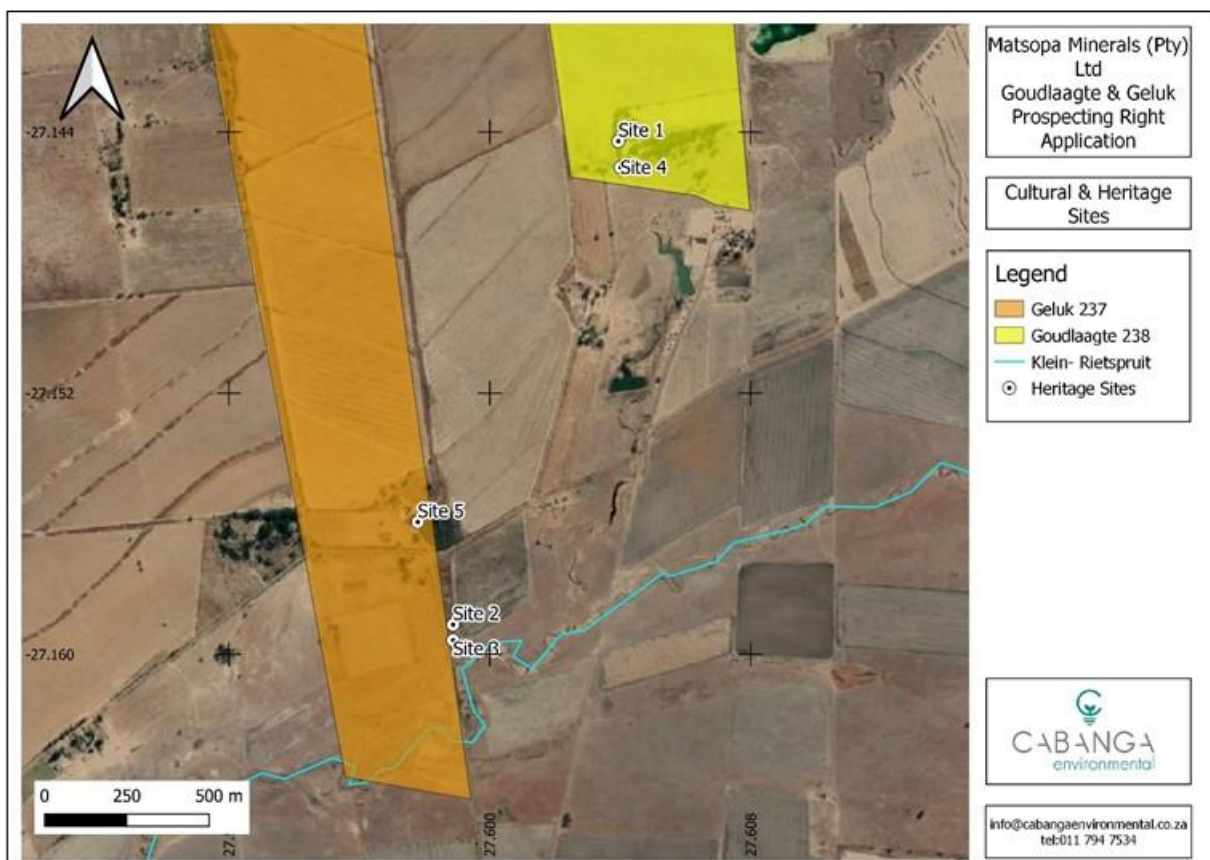 -27.144
-27.152
-27.160
Site 1
Site 4
Site 5
Site 2
Site 3
0 250 500 m
27.600
27.608
Matsopa Minerals (Pty)
Ltd
Goudlaagte & Geluk
Prospecting Right
Application
Cultural & Heritage
Sites
Legend
Geluk 237
Goudlaagte 238
Klein- Rietspruit
Heritage Sites
CABANGA
environmental
info@cabangaenvironmental.co.za
tel:011 794 7534